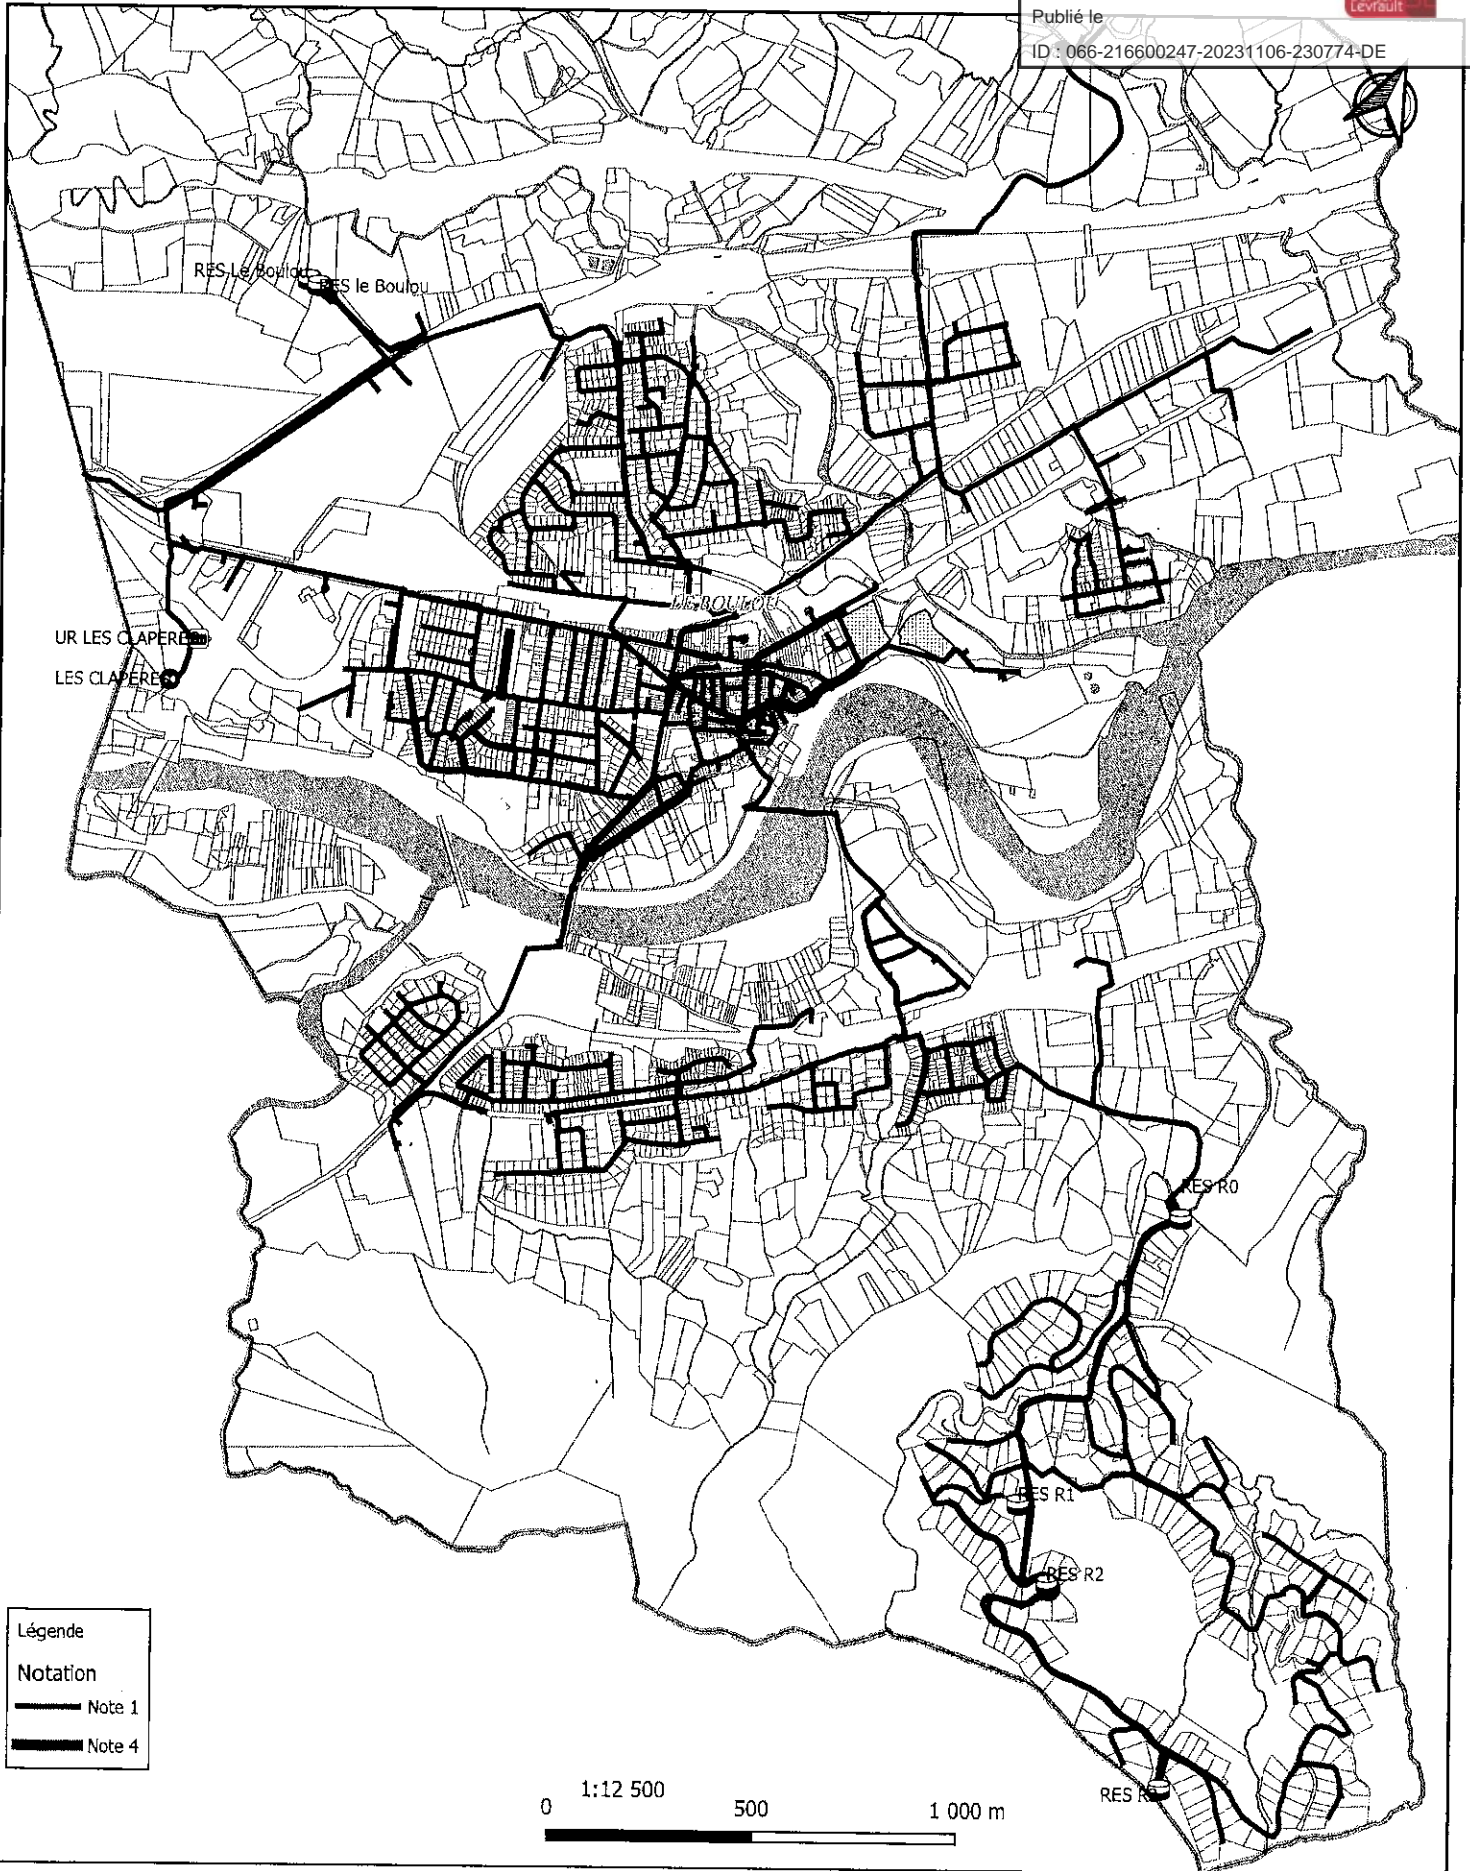 Levrault
Publié le
ID : 066-216600247-20231106-230774-DE
RES Le Boulou
RES le Boulou
LE BOULOU
UR LES CLAPERES
LES CLAPERES
RES R0
RES R1
RES R2
RES
Légende
Notation
Note 1
Note 4
1:12 500
0 500 1 000 m